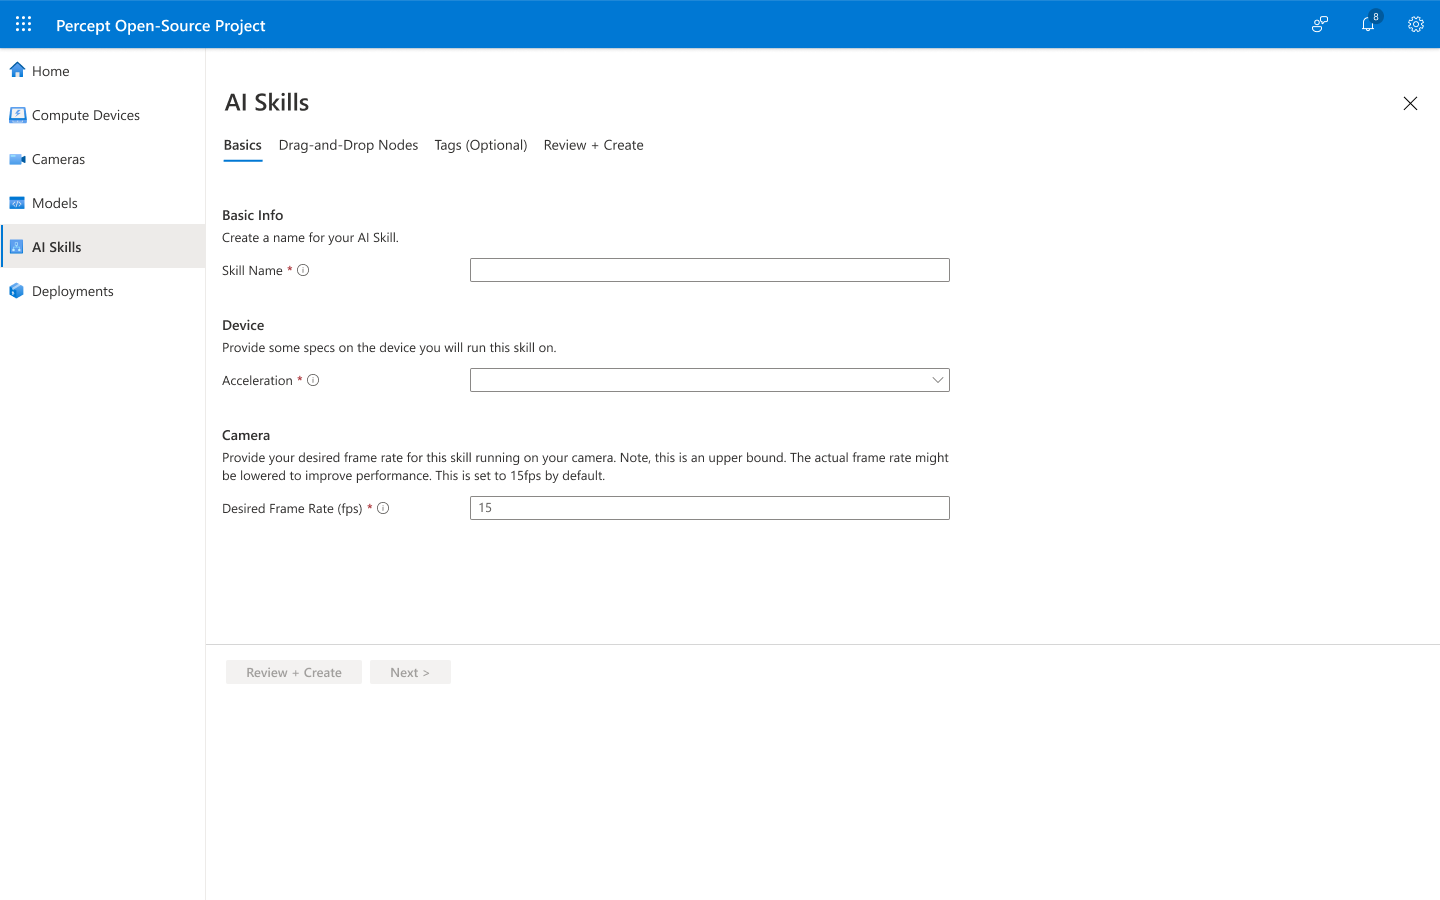 Percept Open-Source Project
8
Home
Compute Devices
Cameras
Models
AI Skills
Deployments
AI Skills
Basics Drag-and-Drop Nodes Tags (Optional) Review + Create
Basic Info
Create a name for your AI Skill.
Skill Name *
Device
Provide some specs on the device you will run this skill on.
Acceleration *
Camera
Provide your desired frame rate for this skill running on your camera. Note, this is an upper bound. The actual frame rate might
be lowered to improve performance. This is set to 15fps by default.
Desired Frame Rate (fps) * 15
Review + Create Next >